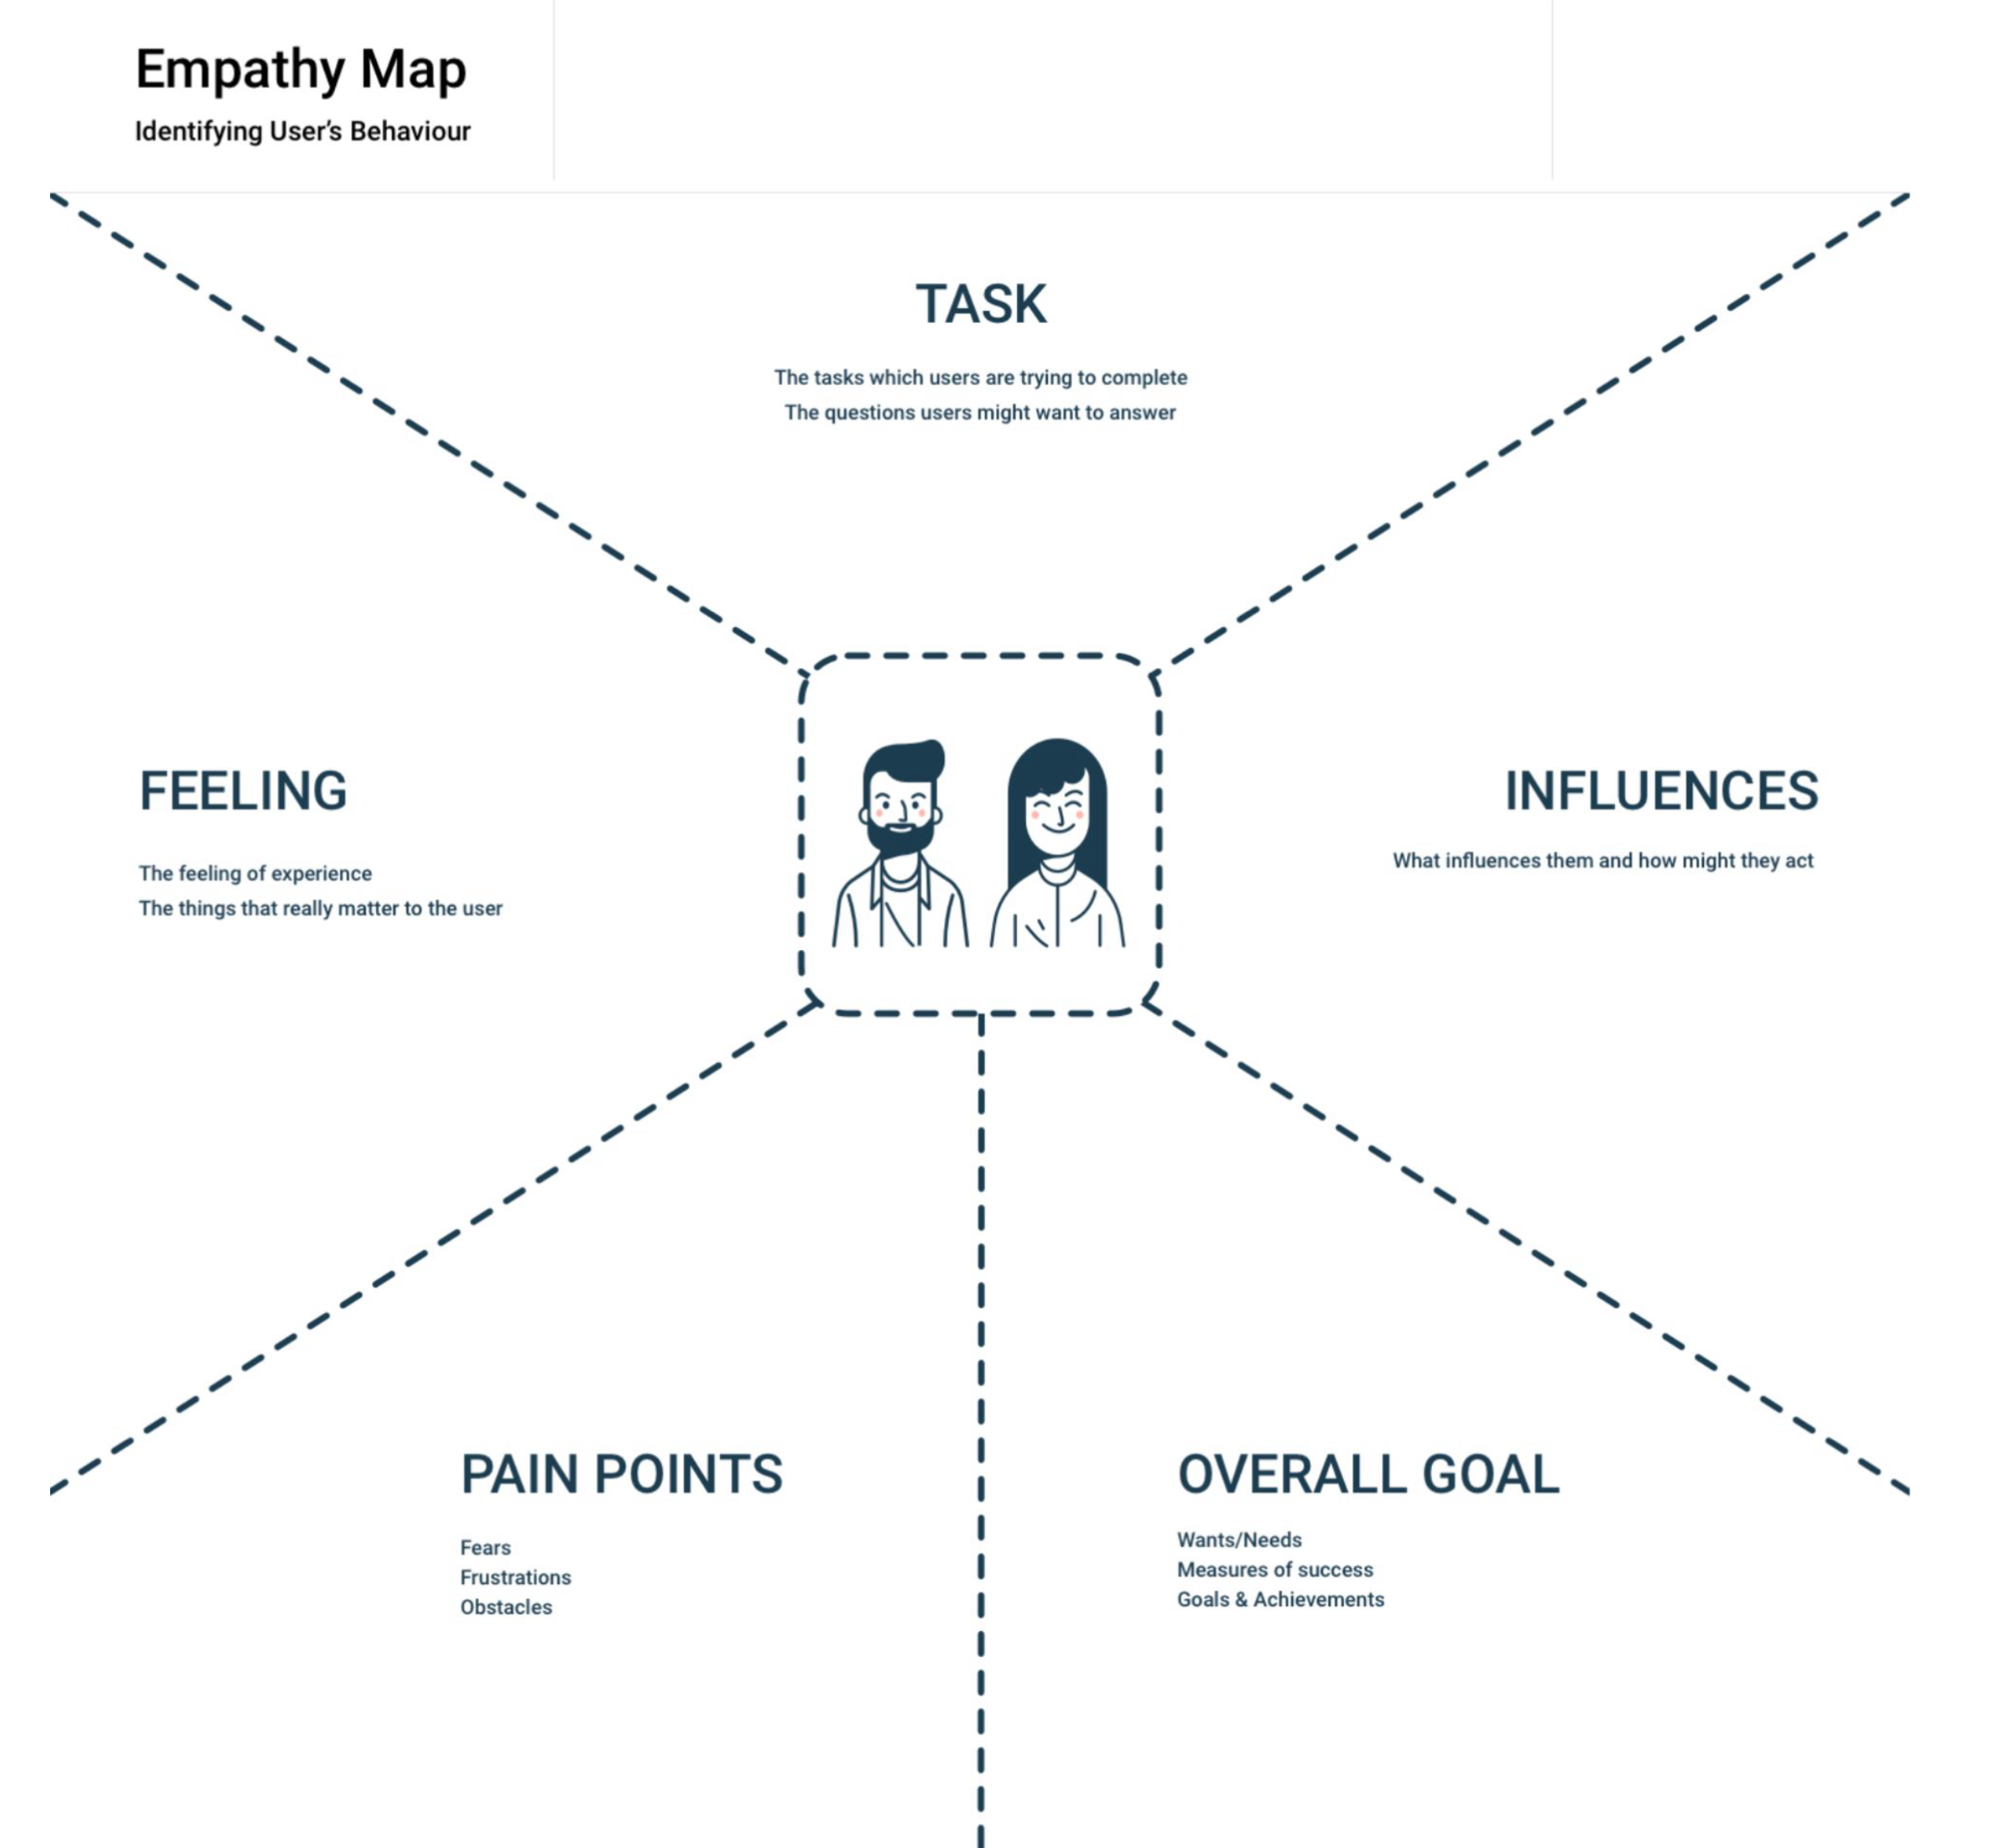 Empathy Map
Identifying User’s Behaviour
TASK
The tasks which users are trying to complete
The questions users might want to answer
FEELING
The feeling of experience
The things that really matter to the user
INFLUENCES
What influences them and how might they act
PAIN POINTS
Fears
Frustrations
Obstacles
OVERALL GOAL
Wants/Needs
Measures of success
Goals & Achievements